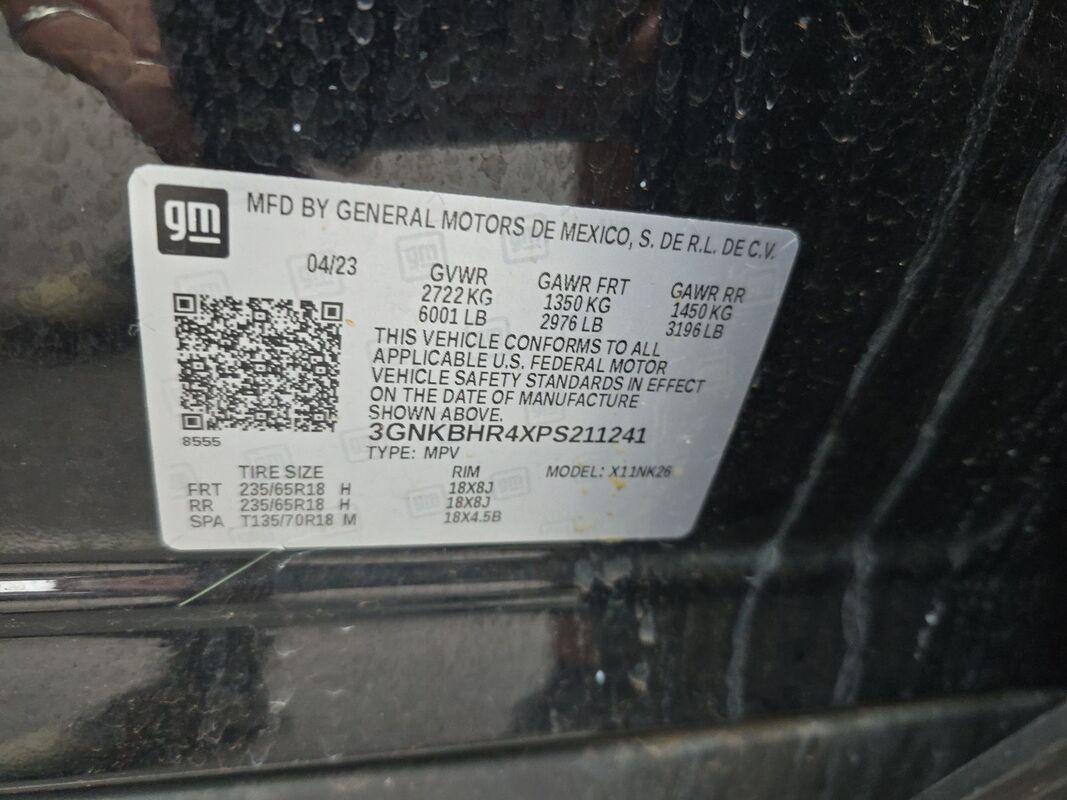 gm MFD BY GENERAL MOTORS DE MEXICO, S. DE R.L. DE C.V.
04/23 GVWR GAWR FRT GAWR RR
2722 KG 1350 KG 1450 KG
6001 LB 2976 LB 3196 LB
THIS VEHICLE CONFORMS TO ALL
APPLICABLE U.S. FEDERAL MOTOR
VEHICLE SAFETY STANDARDS IN EFFECT
ON THE DATE OF MANUFACTURE
SHOWN ABOVE.
8555 3GNKBHR4XPS211241
TYPE: MPV
TIRE SIZE RIM MODEL: X11NK26
FRT 235/65R18 H 18X8J
RR 235/65R18 H 18X8J
SPA T135/70R18 M 18X4.5B